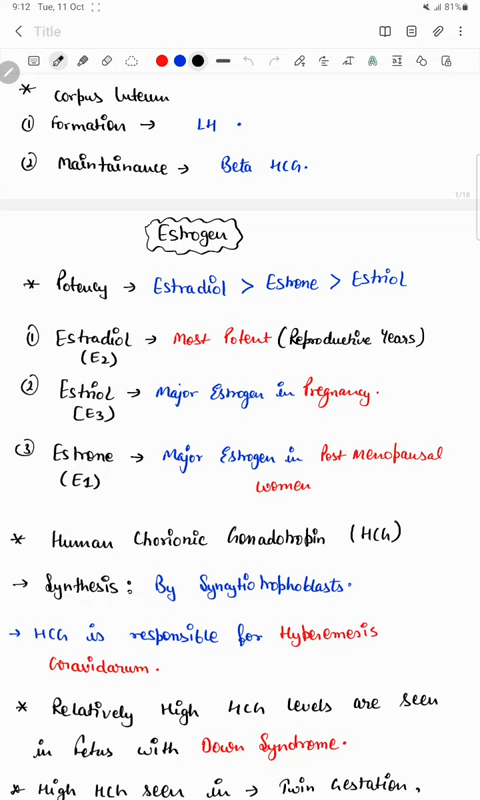 9:12 Tue, 11 Oct
81%
Title
* Corpus luteum
① Formation → LH .
② Maintainance → Beta HCG.
1/18
Estrogen
* Potency → Estradiol > Estrone > Estriol
① Estradiol → Most Potent (Reproductive Years)
(E2)
② Estriol → Major Estrogen in Pregnancy.
[E3)
③ Estrone → Major Estrogen in Post Menopausal
(E1) women
* Human Chorionic Gonadotropin (HCG)
→ Synthesis: By Syncytiotrophoblasts.
→ HCG is responsible for Hyperemesis
Gravidarum.
* Relatively High HCG levels are seen
in fetus with Down Syndrome.
* High HCG seen in → Twin Gestation,